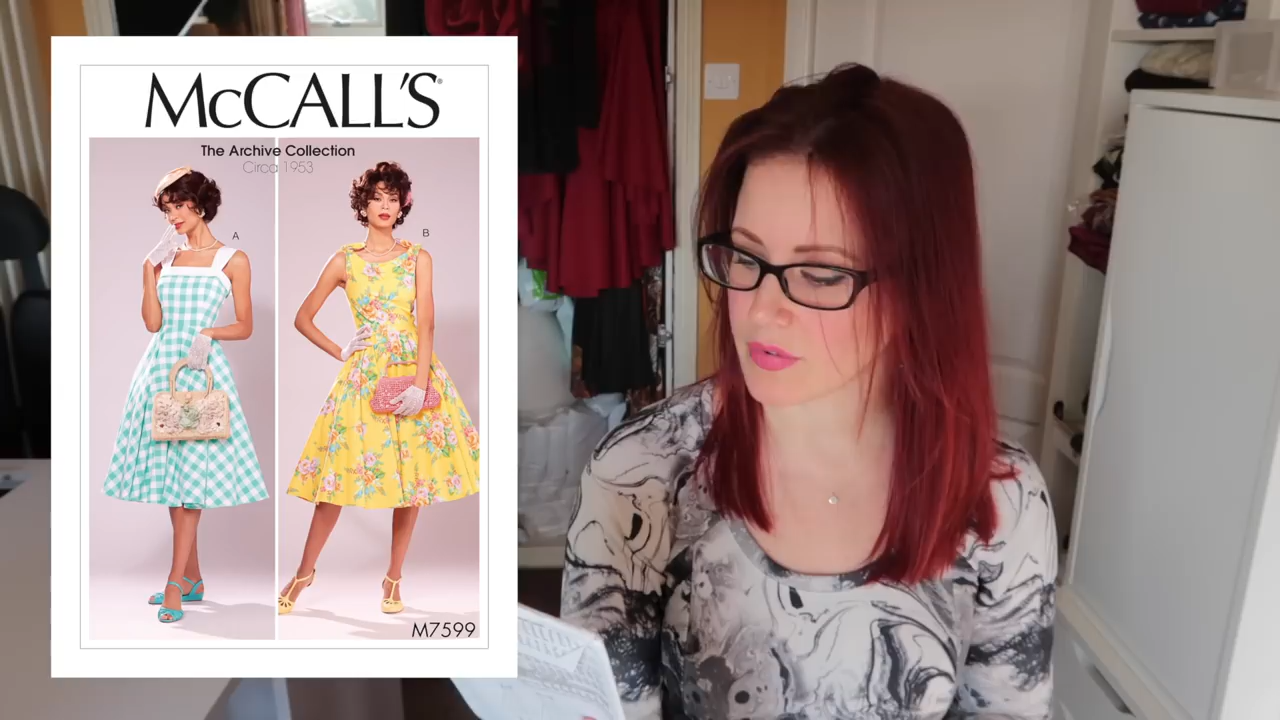 McCALL'S®
The Archive Collection
Circa 1953
A
B
M7599